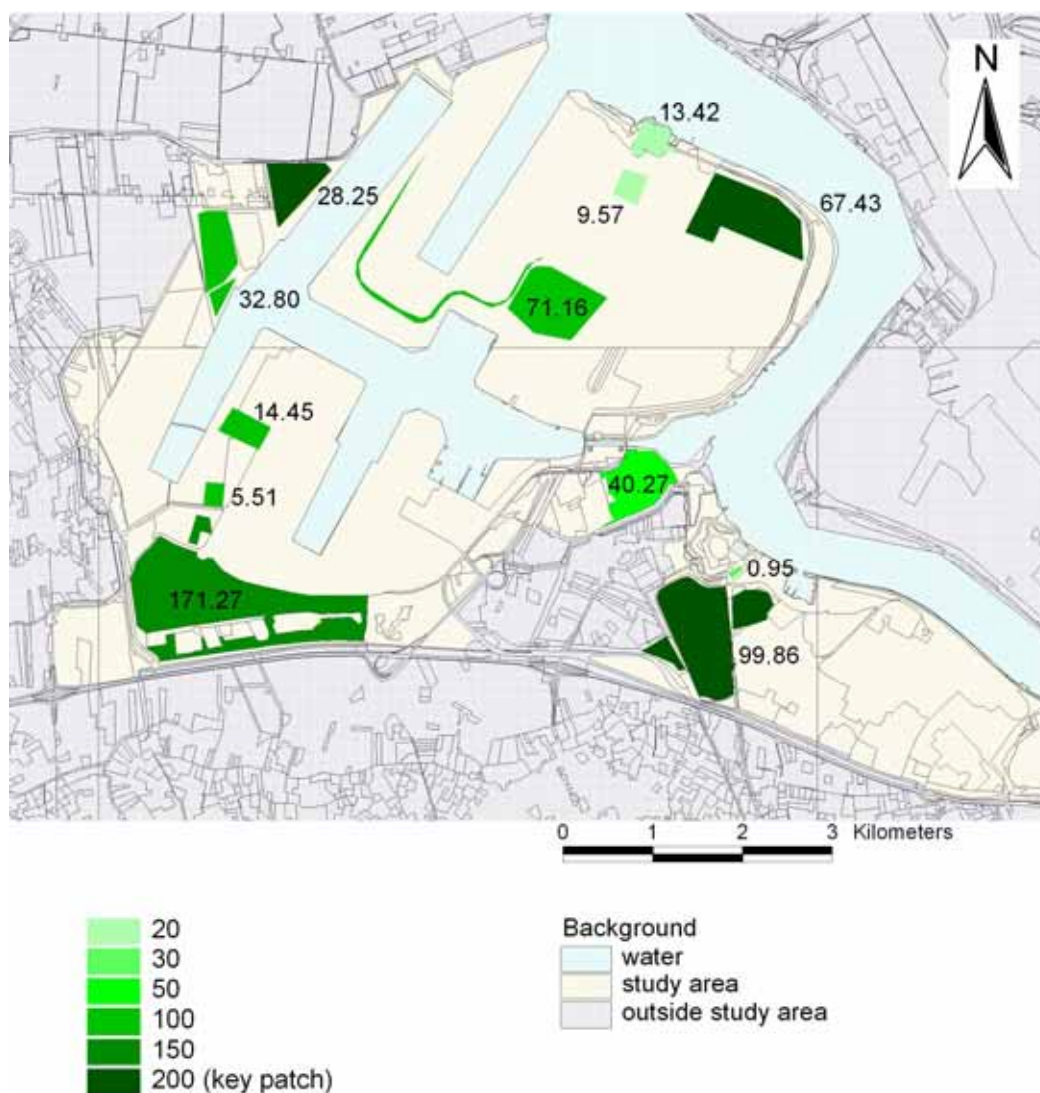 N
13.42
28.25
67.43
9.57
32.80
71.16
14.45
5.51
40.27
0.95
171.27
99.86
0 1 2 3 Kilometers
20
30
50
100
150
200 (key patch)
Background
water
study area
outside study area